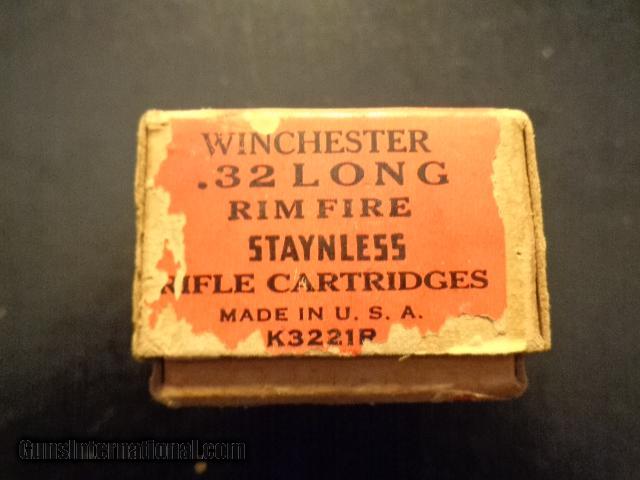 WINCHESTER
.32 LONG
RIM FIRE
STAYNLESS
RIFLE CARTRIDGES
MADE IN U. S. A.
K3221R
GunsInternational.com